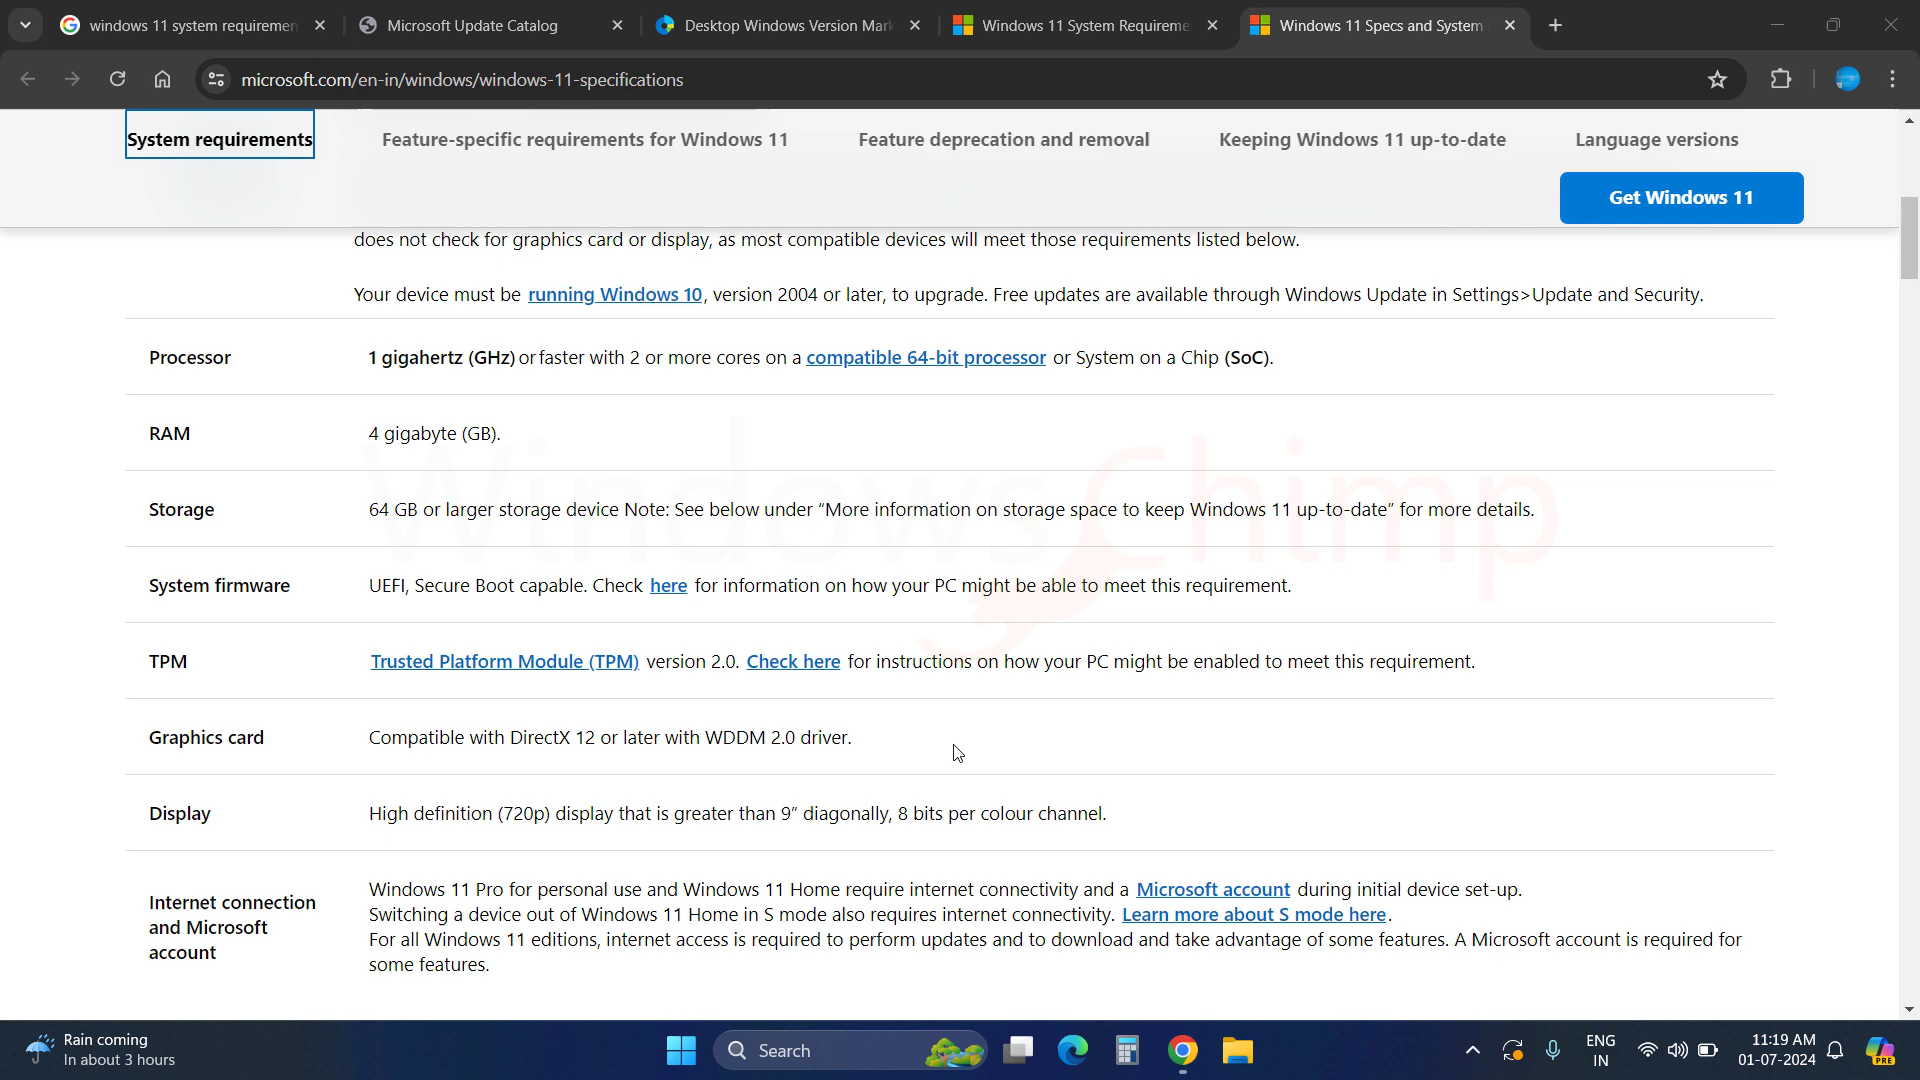 windows 11 system requiremen
Microsoft Update Catalog
Desktop Windows Version Mark
Windows 11 System Requireme
Windows 11 Specs and System
microsoft.com/en-in/windows/windows-11-specifications
System requirements
Feature-specific requirements for Windows 11
Feature deprecation and removal
Keeping Windows 11 up-to-date
Language versions
Get Windows 11
does not check for graphics card or display, as most compatible devices will meet those requirements listed below.
Your device must be running Windows 10, version 2004 or later, to upgrade. Free updates are available through Windows Update in Settings>Update and Security.
Processor
1 gigahertz (GHz) or faster with 2 or more cores on a compatible 64-bit processor or System on a Chip (SoC).
RAM
4 gigabyte (GB).
Storage
64 GB or larger storage device Note: See below under “More information on storage space to keep Windows 11 up-to-date” for more details.
System firmware
UEFI, Secure Boot capable. Check here for information on how your PC might be able to meet this requirement.
TPM
Trusted Platform Module (TPM) version 2.0. Check here for instructions on how your PC might be enabled to meet this requirement.
Graphics card
Compatible with DirectX 12 or later with WDDM 2.0 driver.
Display
High definition (720p) display that is greater than 9” diagonally, 8 bits per colour channel.
Internet connection
and Microsoft
account
Windows 11 Pro for personal use and Windows 11 Home require internet connectivity and a Microsoft account during initial device set-up.
Switching a device out of Windows 11 Home in S mode also requires internet connectivity. Learn more about S mode here.
For all Windows 11 editions, internet access is required to perform updates and to download and take advantage of some features. A Microsoft account is required for
some features.
Windows Chimp
Rain coming
In about 3 hours
Search
ENG
IN
11:19 AM
01-07-2024
PRE